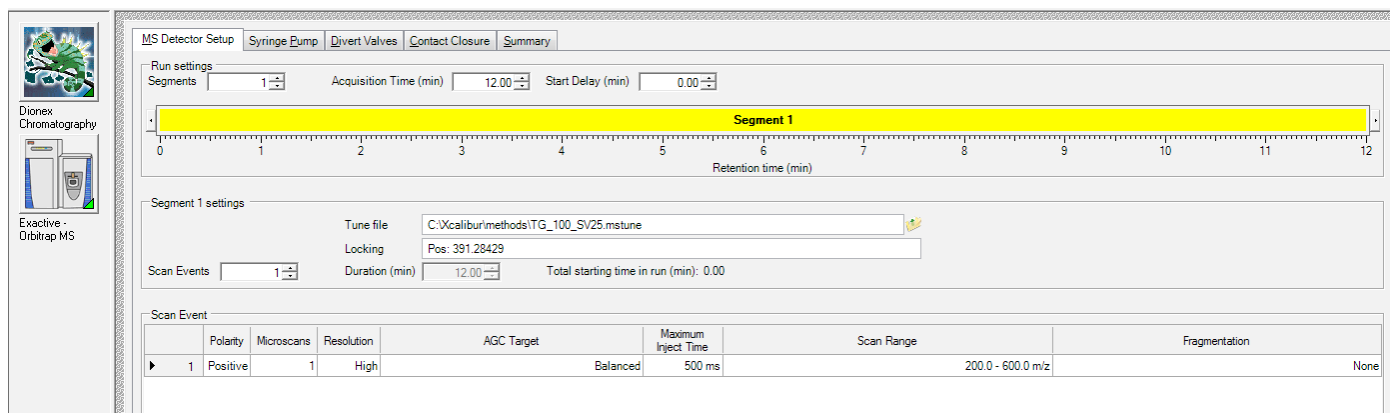 MS Detector Setup Syringe Pump Divert Valves Contact Closure Summary
Run settings
Segments 1 Acquisition Time (min) 12.00 Start Delay (min) 0.00
Dionex
Chromatography
Segment 1
0 1 2 3 4 5 6 7 8 9 10 11 12
Retention time (min)
Exactive -
Orbitrap MS
Segment 1 settings
Tune file C:\Xcalibur\methods\TG_100_SV25.mstune
Locking Pos: 391.28429
Scan Events 1 Duration (min) 12.00 Total starting time in run (min): 0.00
Scan Event
Polarity Microscans Resolution AGC Target Maximum Inject Time Scan Range Fragmentation
1 Positive 1 High Balanced 500 ms 200.0 - 600.0 m/z None